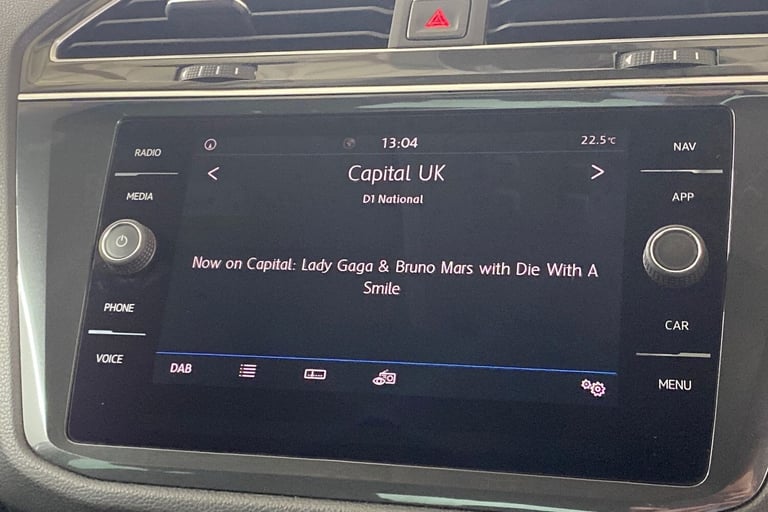 RADIO
MEDIA
PHONE
VOICE
13:04
22.5°C
< Capital UK >
D1 National
Now on Capital: Lady Gaga & Bruno Mars with Die With A
Smile
DAB
NAV
APP
CAR
MENU